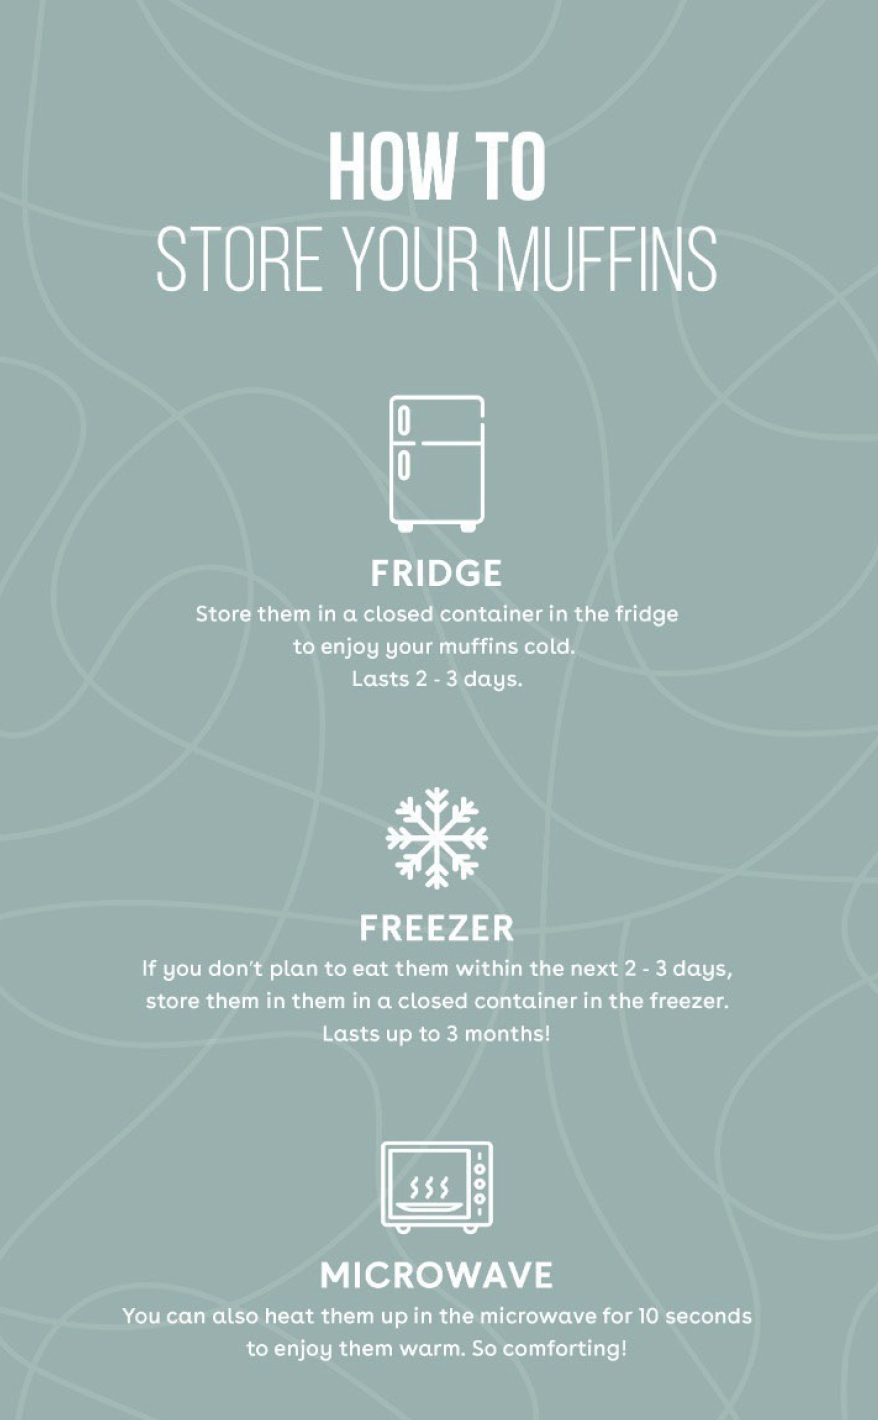 HOW TO
STORE YOUR MUFFINS
FRIDGE
Store them in a closed container in the fridge
to enjoy your muffins cold.
Lasts 2 - 3 days.
FREEZER
If you don't plan to eat them within the next 2 - 3 days,
store them in them in a closed container in the freezer.
Lasts up to 3 months!
MICROWAVE
You can also heat them up in the microwave for 10 seconds
to enjoy them warm. So comforting!